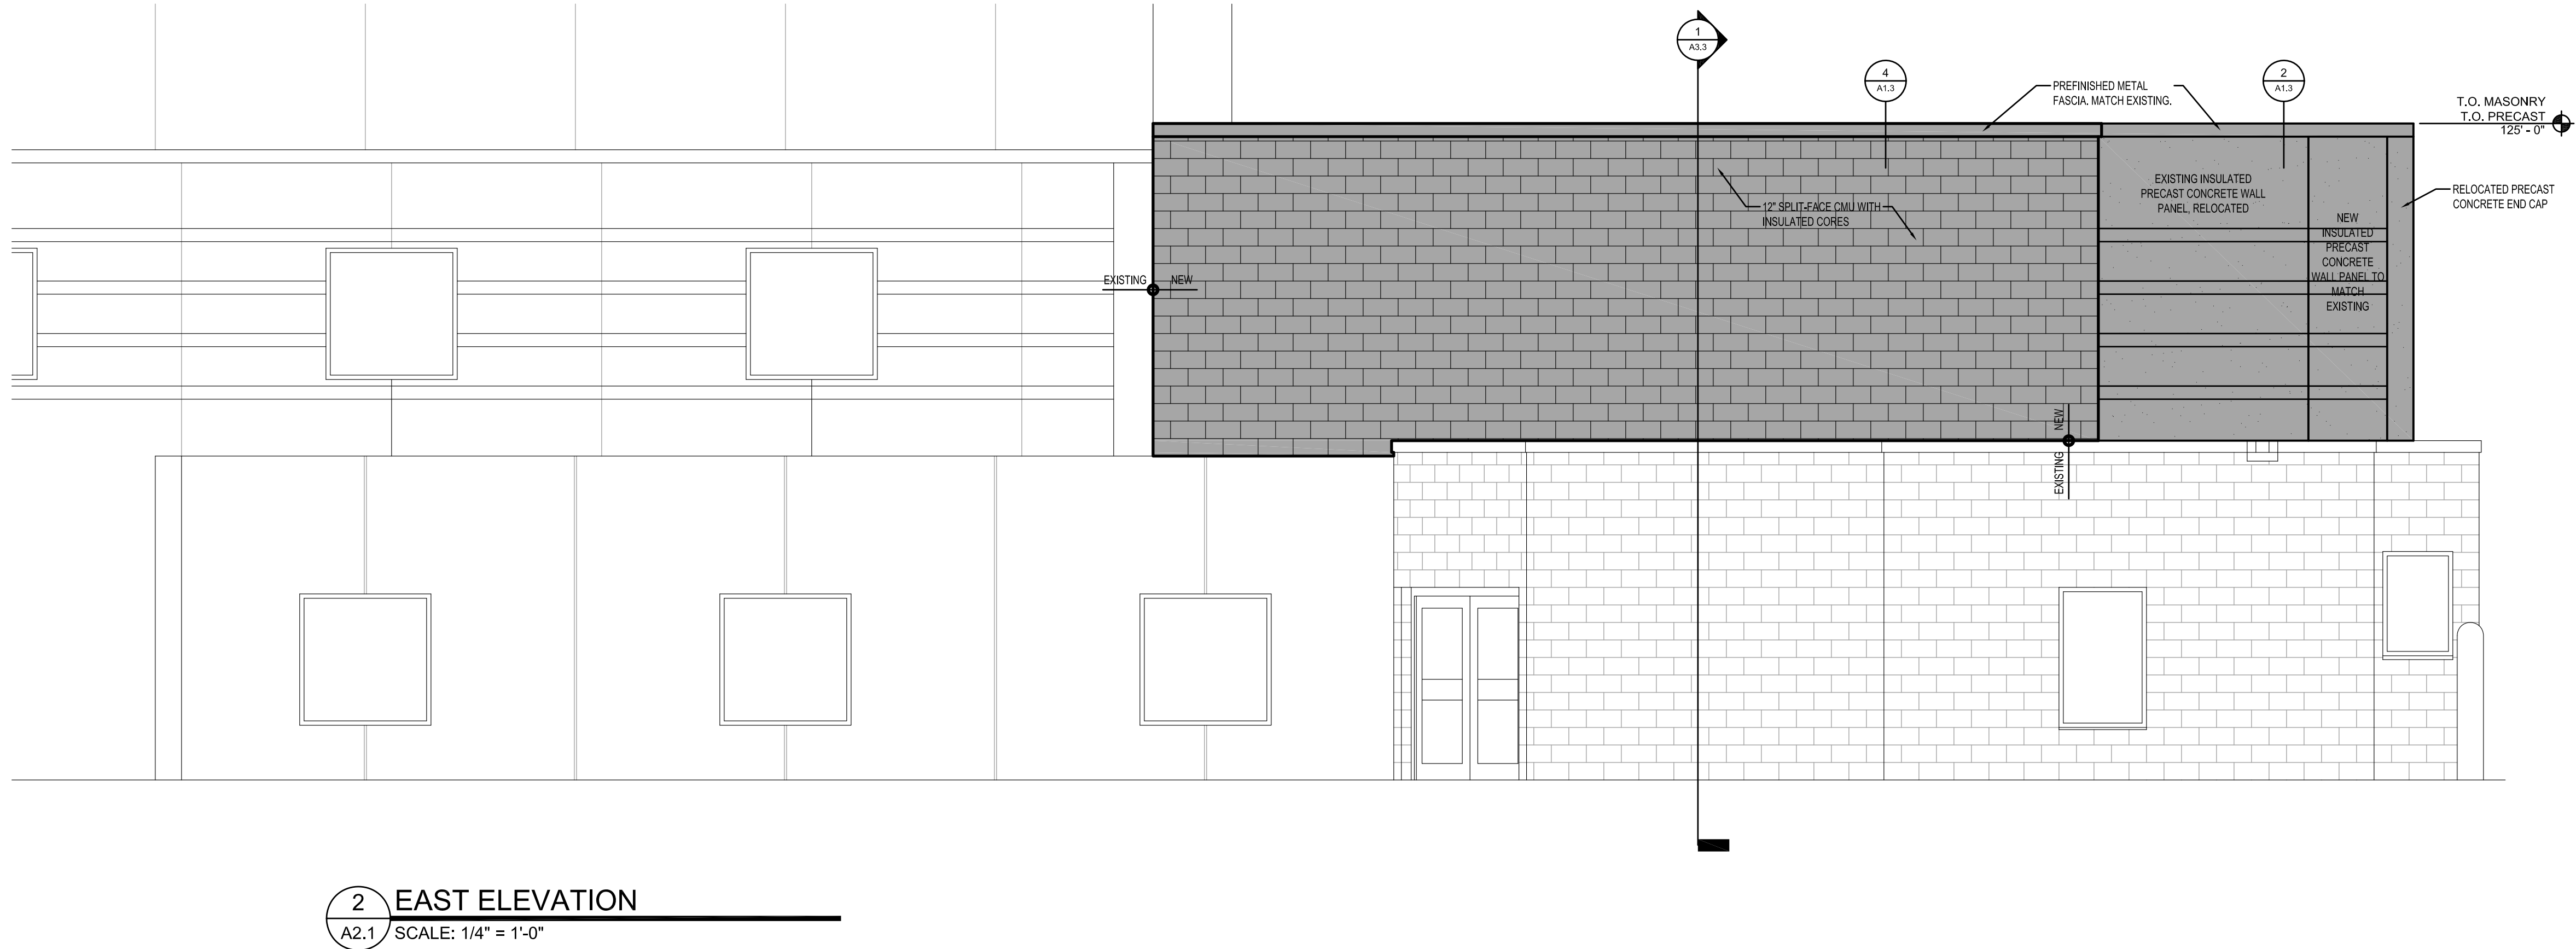 1
A3.3
4
A1.3
PREFINISHED METAL
FASCIA. MATCH EXISTING.
2
A1.3
T.O. MASONRY
T.O. PRECAST
125' - 0"
EXISTING INSULATED
PRECAST CONCRETE WALL
PANEL, RELOCATED
RELOCATED PRECAST
CONCRETE END CAP
12" SPLIT-FACE CMU WITH
INSULATED CORES
NEW
INSULATED
PRECAST
CONCRETE
WALL PANEL TO
MATCH
EXISTING
EXISTING
NEW
NEW
EXISTING
2
A2.1
EAST ELEVATION
SCALE: 1/4" = 1'-0"